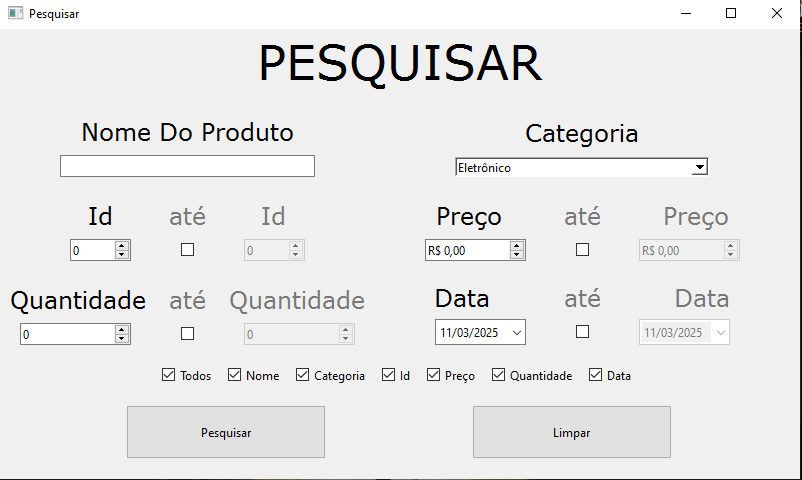 Pesquisar
PESQUISAR
Nome Do Produto
Categoria
Eletrônico
Id até Id
Preço até Preço
0 0
R$ 0,00 R$ 0,00
Quantidade até Quantidade
Data até Data
0 0
11/03/2025 11/03/2025
Todos Nome Categoria Id Preço Quantidade Data
Pesquisar Limpar